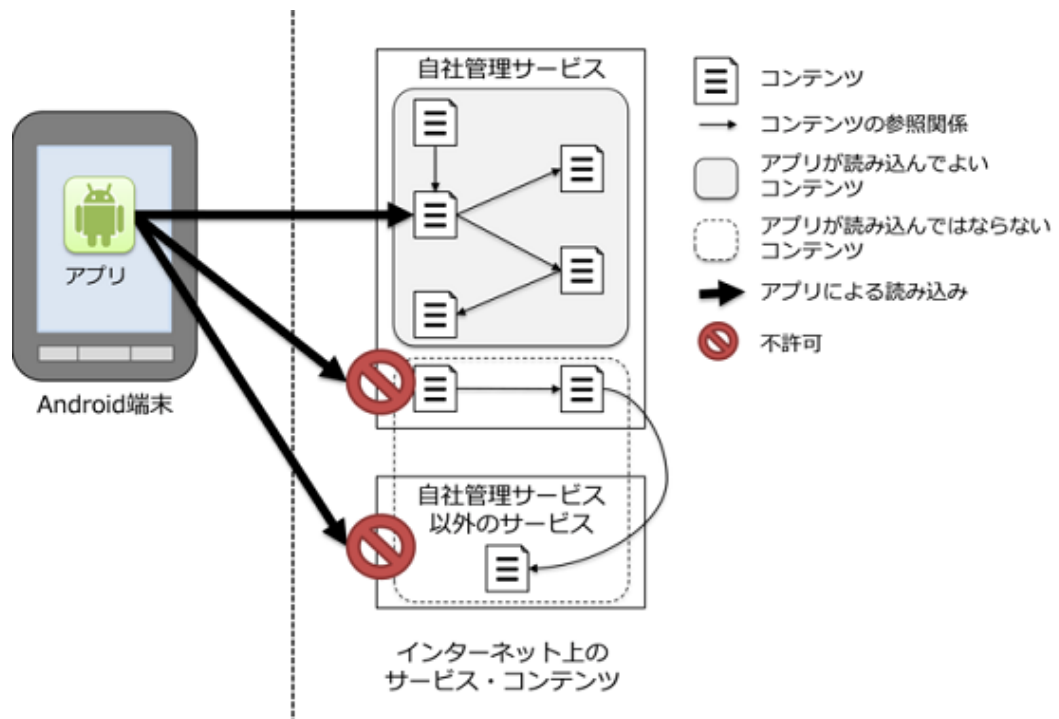 自社管理サービス
アプリ
Android端末
自社管理サービス
以外のサービス
インターネット上の
サービス・コンテンツ
コンテンツ
コンテンツの参照関係
アプリが読み込んでよい
コンテンツ
アプリが読み込んではならない
コンテンツ
アプリによる読み込み
不許可